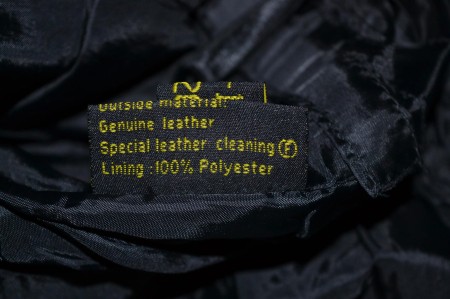 Outside material:
Genuine leather
Special leather cleaning Ⓕ
Lining :100% Polyester